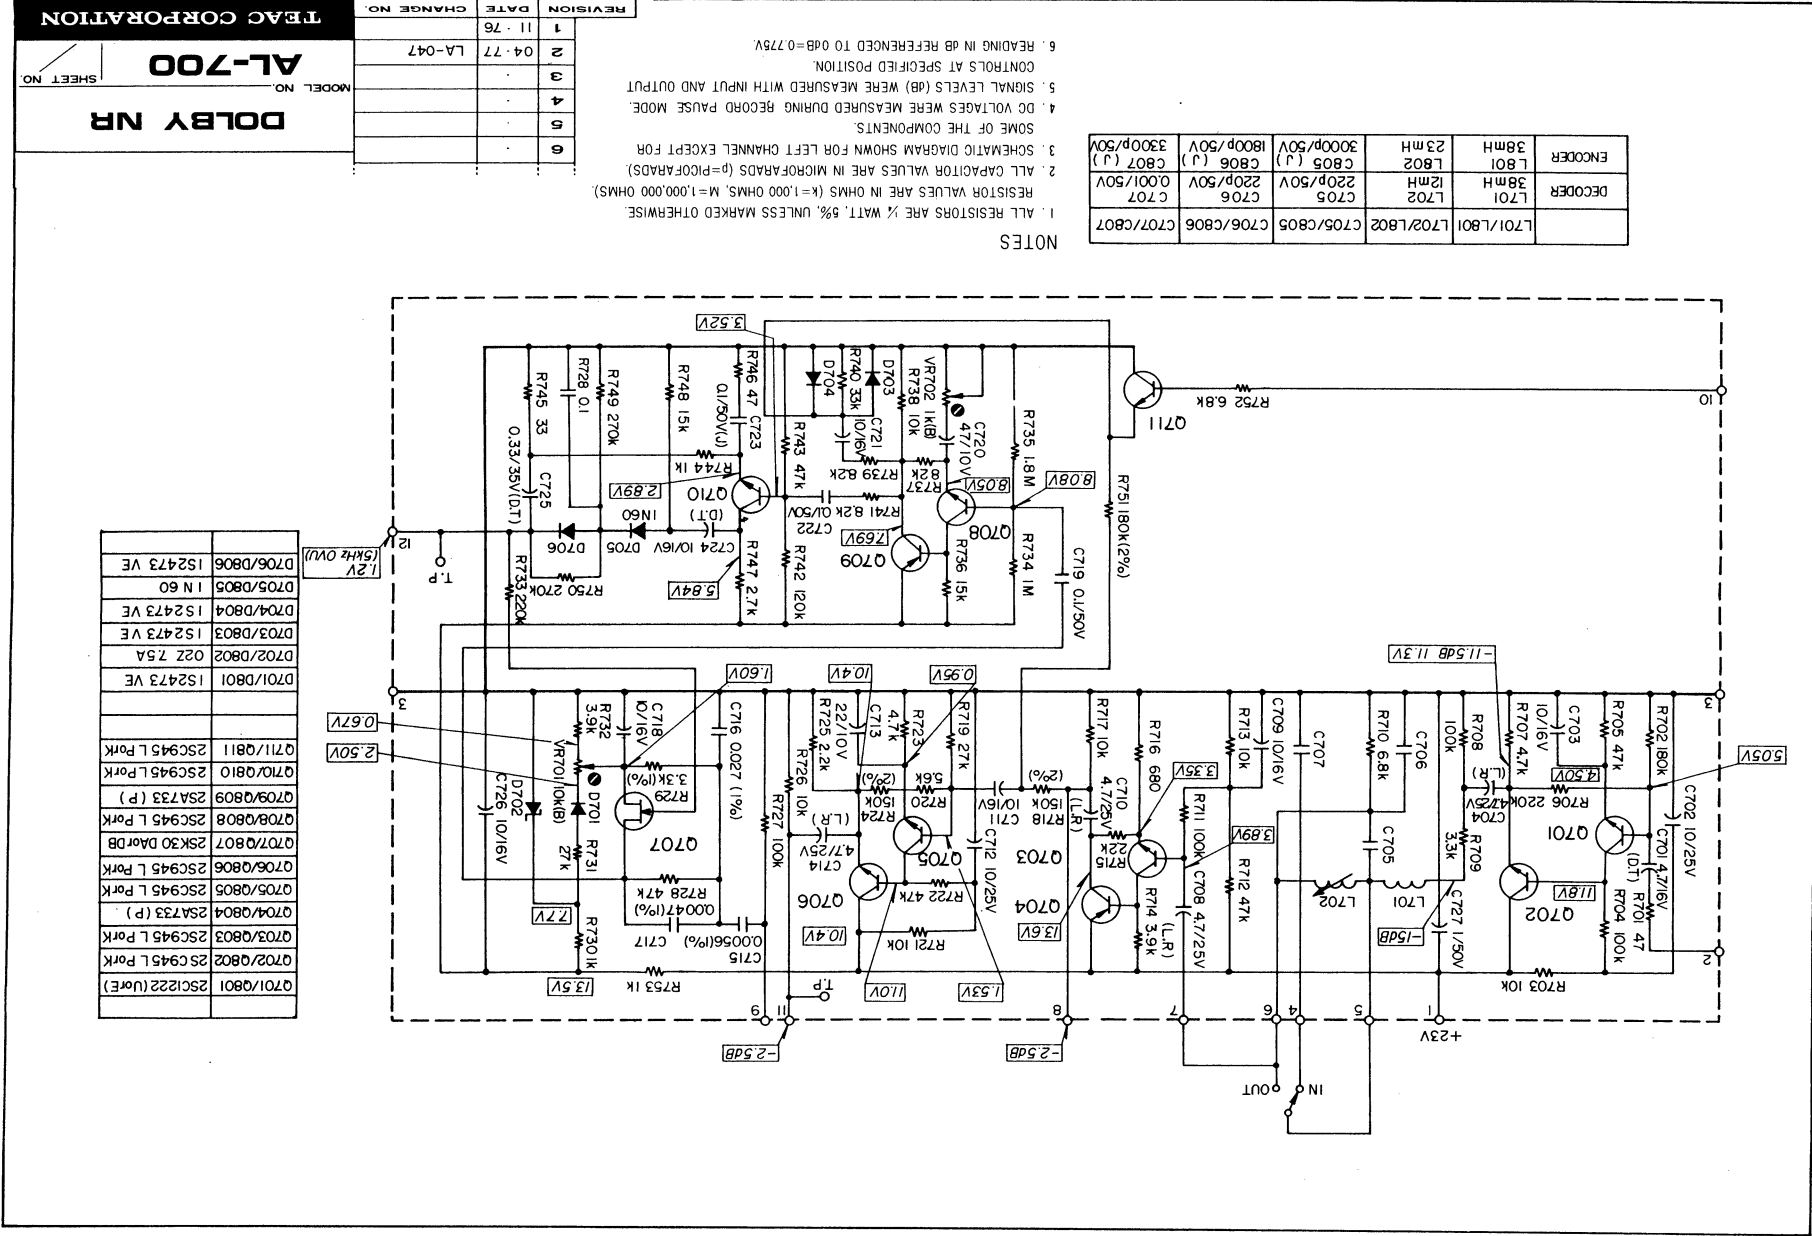 IN
OUT
+23V
1
5
4
6
7
8
11
9
-2.5dB
-2.5dB
T.P
2
R701 47
C701 4.7/16V
(D.T)
C702 10/25V
R702 180k
5.05V
R703 10k
R704 100k
Q701
R705 47k
C703
10/16V
4.50V
R706 220k
11.8V
Q702
R707 4.7k
-11.5dB 11.3V
C704
4.7/25V
(L.R)
R708
100k
R709
3.3k
C727 1/50V
-15dB
L701
L702
C705
C706
R710 6.8k
C707
C709 10/16V
R713 10k
R712 47k
3.89V
R711 100k
C708 4.7/25V
(L.R)
3.35V
R714 3.9k
Q703
R715
22k
R716 680
Q704
13.6V
C710
4.7/25V
(L.R)
R717 10k
R718
150k
(2%)
C711
10/16V
C712 10/25V
1.53V
R719 27k
R720
5.6k
0.95V
Q705
R721 10k
R722 47k
11.0V
10.4V
R723
4.7k
C713
22/10V
10.4V
R724
150k
(2%)
Q706
C714
4.7/25V
(L.R)
R725 2.2k
R726 10k
R727 100k
C715
0.0056(1%)
C716 0.027 (1%)
C717
0.0047(1%)
R728 47k
R729
3.3k(1%)
Q707
1.60V
C718
10/16V
R753 1k
13.5V
R730 1k
7.7V
R731
27k
D701
VR701 10k(B)
R732
3.9k
2.50V
0.67V
D702
C726 10/16V
3
3
10
R752 6.8k
Q711
R751 180k(2%)
C719 0.1/50V
R734 1M
R735 1.8M
8.08V
Q708
8.05V
R736 15k
R737
82k
C720
47/10V
VR702 1k(B)
R738 10k
Q709
7.69V
R739 8.2k
D703
R740 33k
D704
C721
10/16V
R741 8.2k
C722
0.1/50V
R742 120k
R743 47k
3.52V
Q710
2.89V
5.84V
R747 2.7k
R746 47
C723
0.1/50V(J)
R744 1k
C724 10/16V
(D.T)
R748 15k
1N60
D705
D706
R749 270k
R750 270k
R728 0.1
R745 33
C725
0.33/35V(D.T)
R733 220k
T.P
12
1.2V
(5kHz 0VU)
Q701/Q801 2SC1222 (UorE)
Q702/Q802 2SC945 L PorK
Q703/Q803 2SC945 L PorK
Q704/Q804 2SA733 (P)
Q705/Q805 2SC945 L PorK
Q706/Q806 2SC945 L PorK
Q707/Q807 2SK30 DAorDB
Q708/Q808 2SC945 L PorK
Q709/Q809 2SA733 (P)
Q710/Q810 2SC945 L PorK
Q711/Q811 2SC945 L PorK
D701/D801 1S2473 VE
D702/D802 02Z 7.5A
D703/D803 1S2473 VE
D704/D804 1S2473 VE
D705/D805 1N 60
D706/D806 1S2473 VE
L701/L801 L702/L802 C705/C805 C706/C806 C707/C807
DECODER L701 38mH L702 12mH C705 220p/50V C706 220p/50V C707 0.001/50V
ENCODER L801 38mH L802 23mH C805 (J) 3000p/50V C806 (J) 1800p/50V C807 (J) 3300p/50V
NOTES
1. ALL RESISTORS ARE ¼ WATT, 5%, UNLESS MARKED OTHERWISE.
RESISTOR VALUES ARE IN OHMS (k=1,000 OHMS, M=1,000,000 OHMS).
2. ALL CAPACITOR VALUES ARE IN MICROFARADS (p=PICOFARADS).
3. SCHEMATIC DIAGRAM SHOWN FOR LEFT CHANNEL EXCEPT FOR
SOME OF THE COMPONENTS.
4. DC VOLTAGES WERE MEASURED DURING RECORD PAUSE MODE.
5. SIGNAL LEVELS (dB) WERE MEASURED WITH INPUT AND OUTPUT
CONTROLS AT SPECIFIED POSITION.
6. READING IN dB REFERENCED TO 0dB=0.775V.
6
5
4
3
2 04·77 LA-047
1 11·76
REVISION DATE CHANGE NO.
DOLBY NR
MODEL NO.
AL-700
SHEET NO.
TEAC CORPORATION